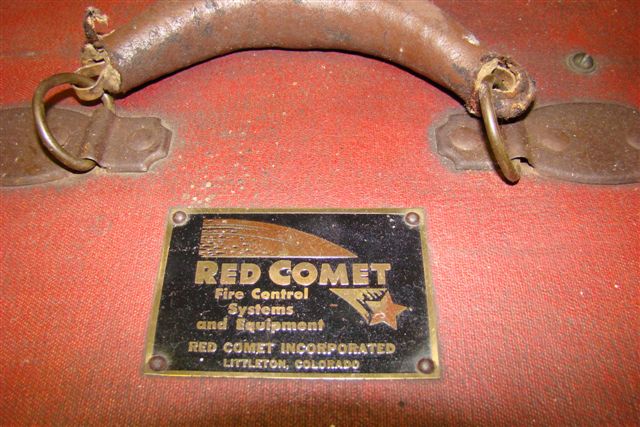 RED COMET
Fire Control
Systems
and Equipment
RED COMET INCORPORATED
LITTLETON, COLORADO